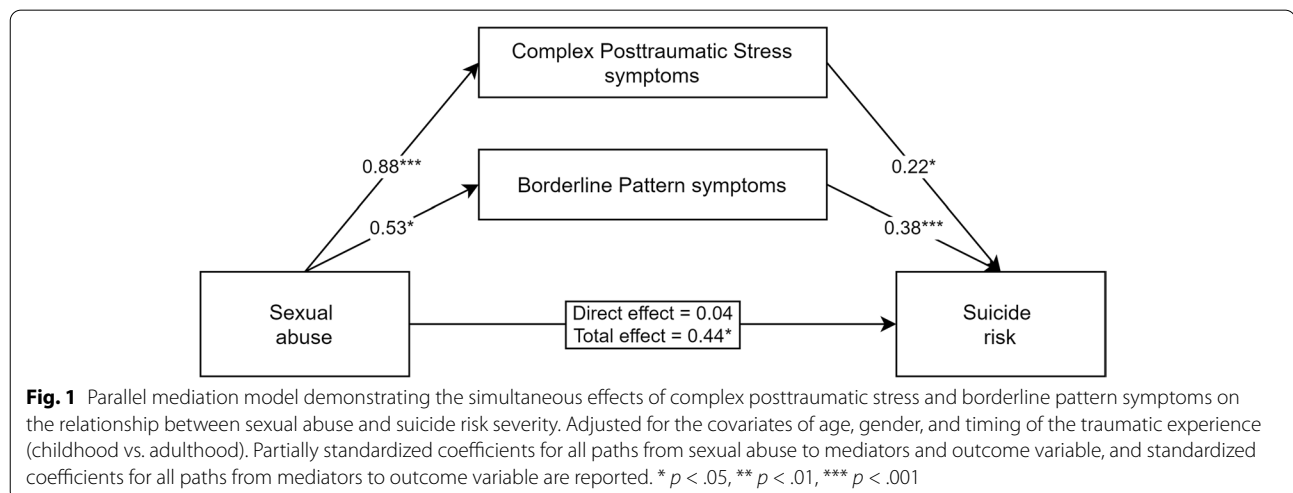 Complex Posttraumatic Stress
symptoms
0.88***
0.22*
Borderline Pattern symptoms
0.53*
0.38***
Sexual
abuse
Direct effect = 0.04
Total effect = 0.44*
Suicide
risk
Fig. 1 Parallel mediation model demonstrating the simultaneous effects of complex posttraumatic stress and borderline pattern symptoms on
the relationship between sexual abuse and suicide risk severity. Adjusted for the covariates of age, gender, and timing of the traumatic experience
(childhood vs. adulthood). Partially standardized coefficients for all paths from sexual abuse to mediators and outcome variable, and standardized
coefficients for all paths from mediators to outcome variable are reported. * p < .05, ** p < .01, *** p < .001